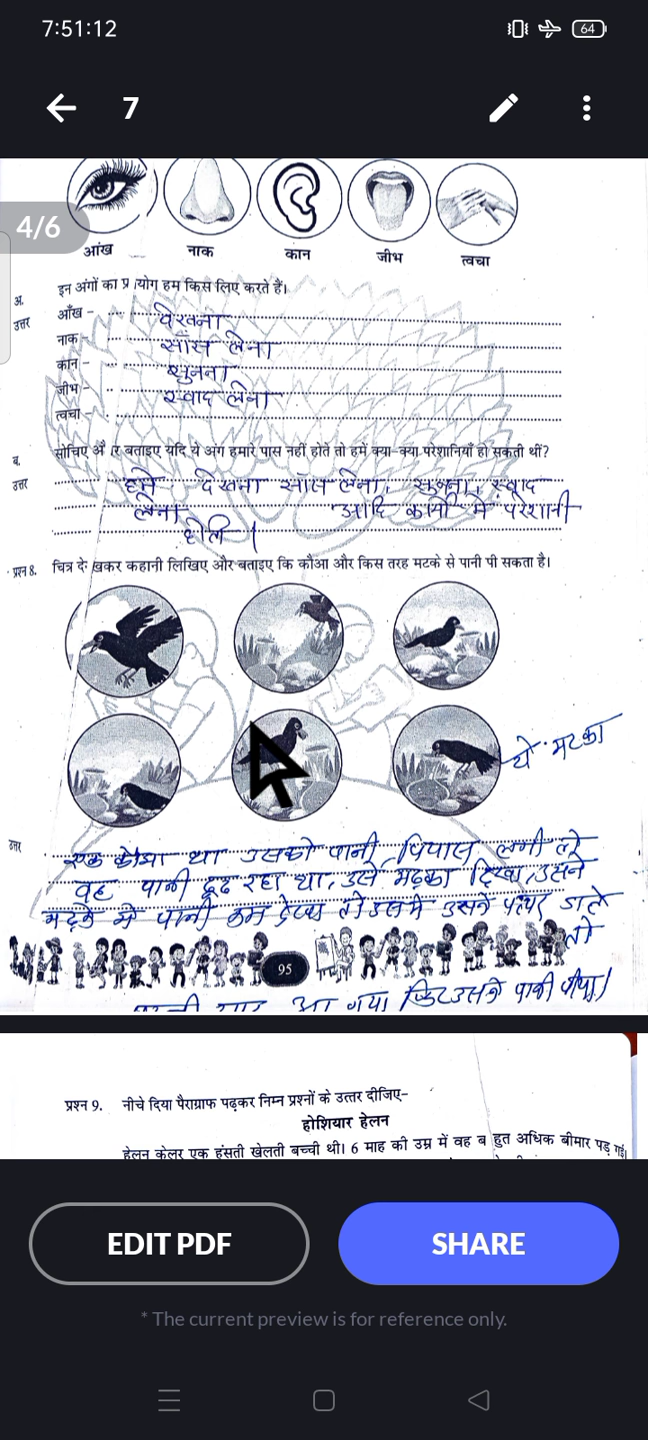 7:51:12
64
7
4/6
आंख
नाक
कान
जीभ
त्वचा
अ. इन अंगों का प्रयोग हम किस लिए करते हैं।
उत्तर आँख – देखना
नाक साँस लेना
कान – सुनना
जीभ – स्वाद लेना
त्वचा
ब. सोचिए और बताइए यदि ये अंग हमारे पास नहीं होते तो हमें क्या-क्या परेशानियाँ हो सकती थीं?
उत्तर हमे देखना साँस लेना, सुनना, स्वाद
लेना आदि कामों में परेशानी
होति।
प्रश्न 8. चित्र देखकर कहानी लिखिए और बताइए कि कौआ और किस तरह मटके से पानी पी सकता है।
ये मटका
उत्तर
एक कौआ था उसको पानी पियास लगी तो
वह पानी ढूढ रहा था, उसे मटका दिखा, उसने
मटके में पानी कम देखा तो उसमे उसने पत्थर डाले
तो
95
आ गया फिर उसने पानी पीया।
प्रश्न 9. नीचे दिया पैराग्राफ पढ़कर निम्न प्रश्नों के उत्तर दीजिए–
होशियार हेलन
हेलन केलर एक हंसती खेलती बच्ची थी। 6 माह की उम्र में वह बहुत अधिक बीमार पड़ गई।
EDIT PDF
SHARE
* The current preview is for reference only.